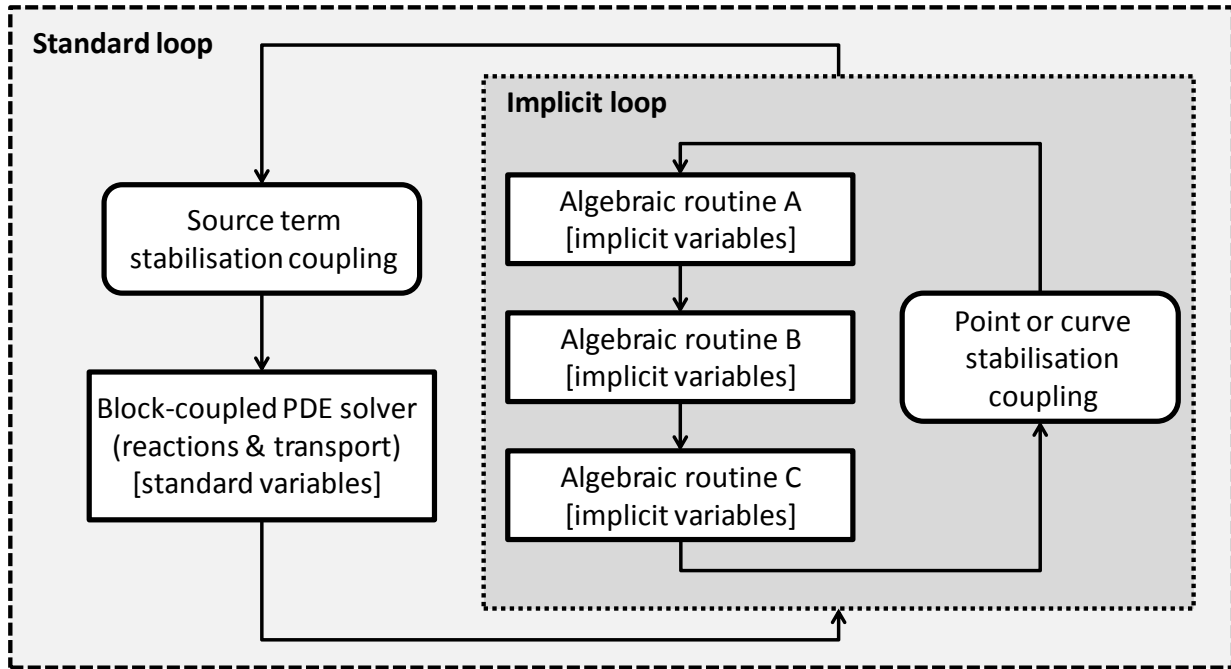 Standard loop
Source term
stabilisation coupling
Block-coupled PDE solver
(reactions & transport)
[standard variables]
Implicit loop
Algebraic routine A
[implicit variables]
Algebraic routine B
[implicit variables]
Algebraic routine C
[implicit variables]
Point or curve
stabilisation
coupling